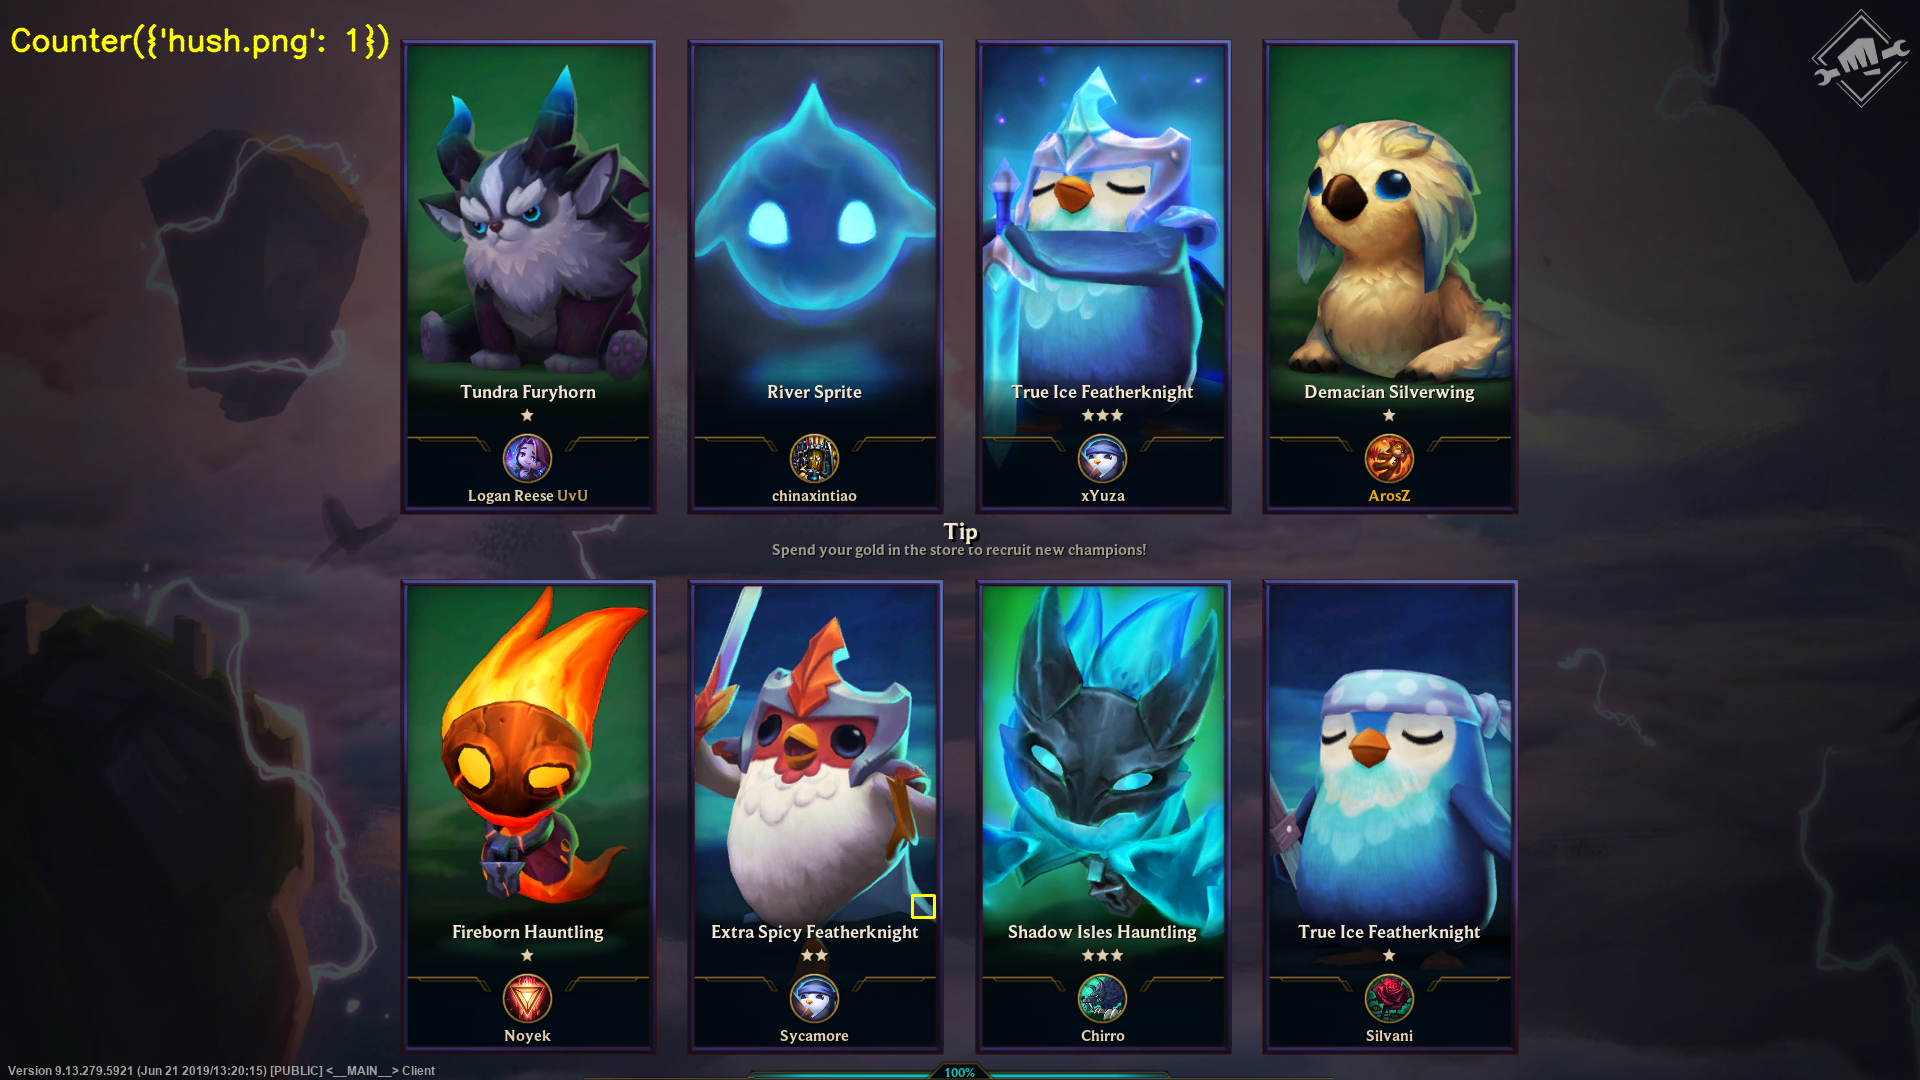 Counter({'hush.png': 1})
Tundra Furyhorn
Logan Reese UvU
River Sprite
chinaxintiao
True Ice Featherknight
xYuza
Demacian Silverwing
ArosZ
Tip
Spend your gold in the store to recruit new champions!
Fireborn Hauntling
Noyek
Extra Spicy Featherknight
Sycamore
Shadow Isles Hauntling
Chirro
True Ice Featherknight
Silvani
Version 9.13.279.5921 (Jun 21 2019/13:20:15) [PUBLIC] <__MAIN__> Client
100%